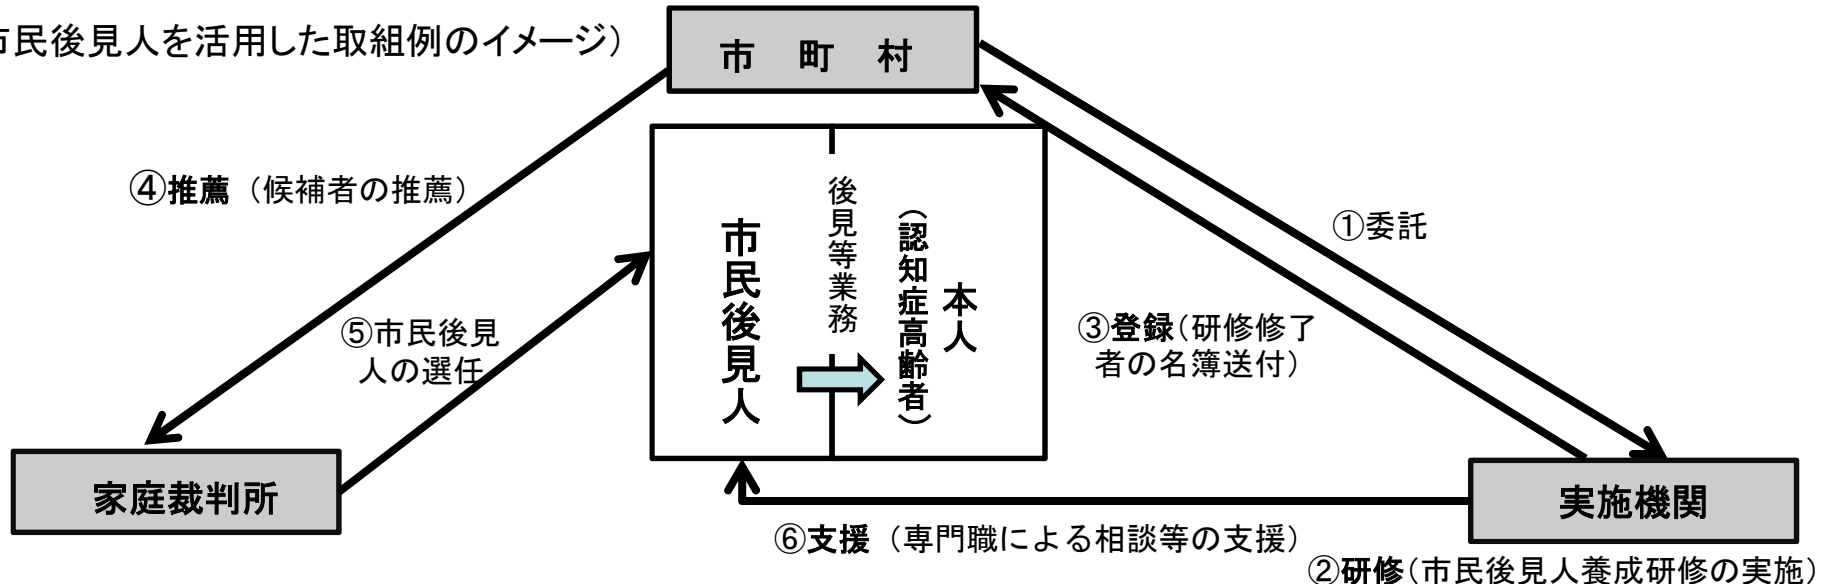 市民後見人を活用した取組例のイメージ）
市　町　村
④推薦（候補者の推薦）
①委託
市民後見人
後見等業務
本人
（認知症高齢者）
⑤市民後見
人の選任
③登録（研修修了
者の名簿送付）
家庭裁判所
実施機関
⑥支援（専門職による相談等の支援）
②研修（市民後見人養成研修の実施）